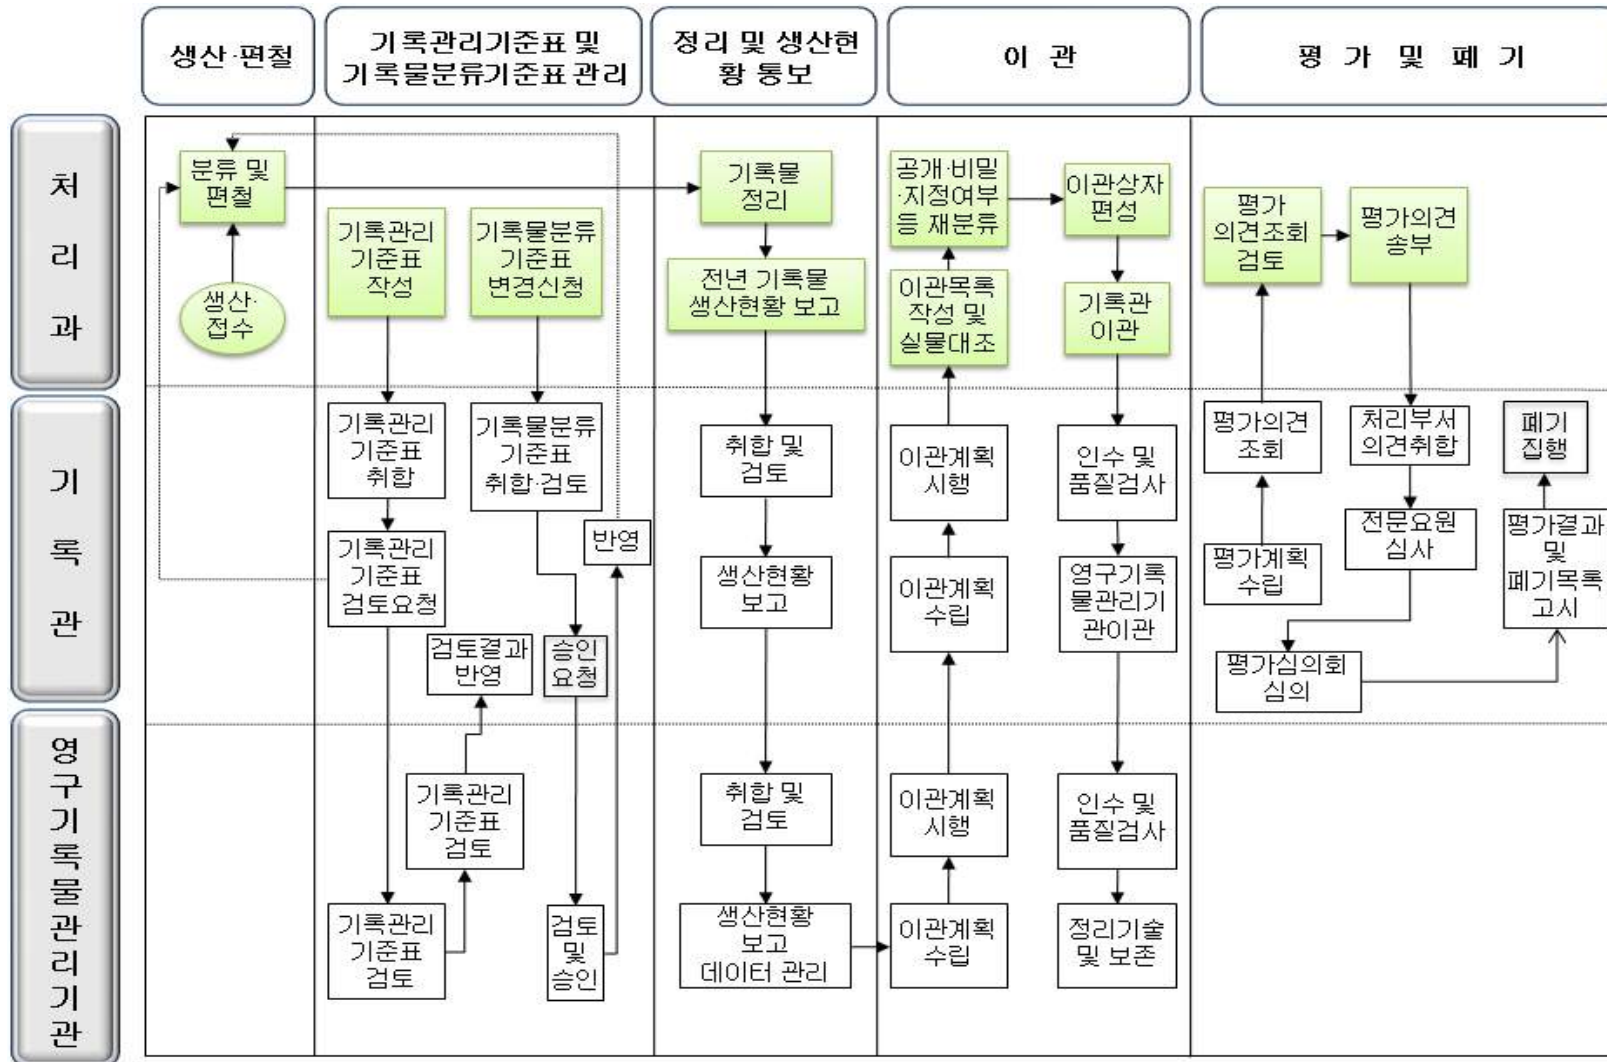 생산·편철
기록관리기준표 및
기록물분류기준표 관리
정리 및 생산현
황 통보
이 관
평 가 및 폐 기
처
리
과
분류 및
편철
생산·
접수
기록관리
기준표
작성
기록물분류
기준표
변경신청
기록물
정리
전년 기록물
생산현황 보고
공개·비밀
·지정여부
등 재분류
이관목록
작성 및
실물대조
이관상자
편성
기록관
이관
평가
의견조회
검토
평가의견
송부
기
록
관
기록관리
기준표
취합
기록관리
기준표
검토요청
검토결과
반영
기록물분류
기준표
취합·검토
반영
승인
요청
취합 및
검토
생산현황
보고
이관계획
시행
이관계획
수립
인수 및
품질검사
영구기록
물관리기
관이관
평가의견
조회
평가계획
수립
처리부서
의견취합
전문요원
심사
평가심의회
심의
폐기
집행
평가결과
및
폐기목록
고시
영
구
기
록
물
관
리
기
관
기록관리
기준표
검토
기록관리
기준표
검토
검토
및
승인
취합 및
검토
생산현황
보고
데이터 관리
이관계획
시행
이관계획
수립
인수 및
품질검사
정리기술
및 보존